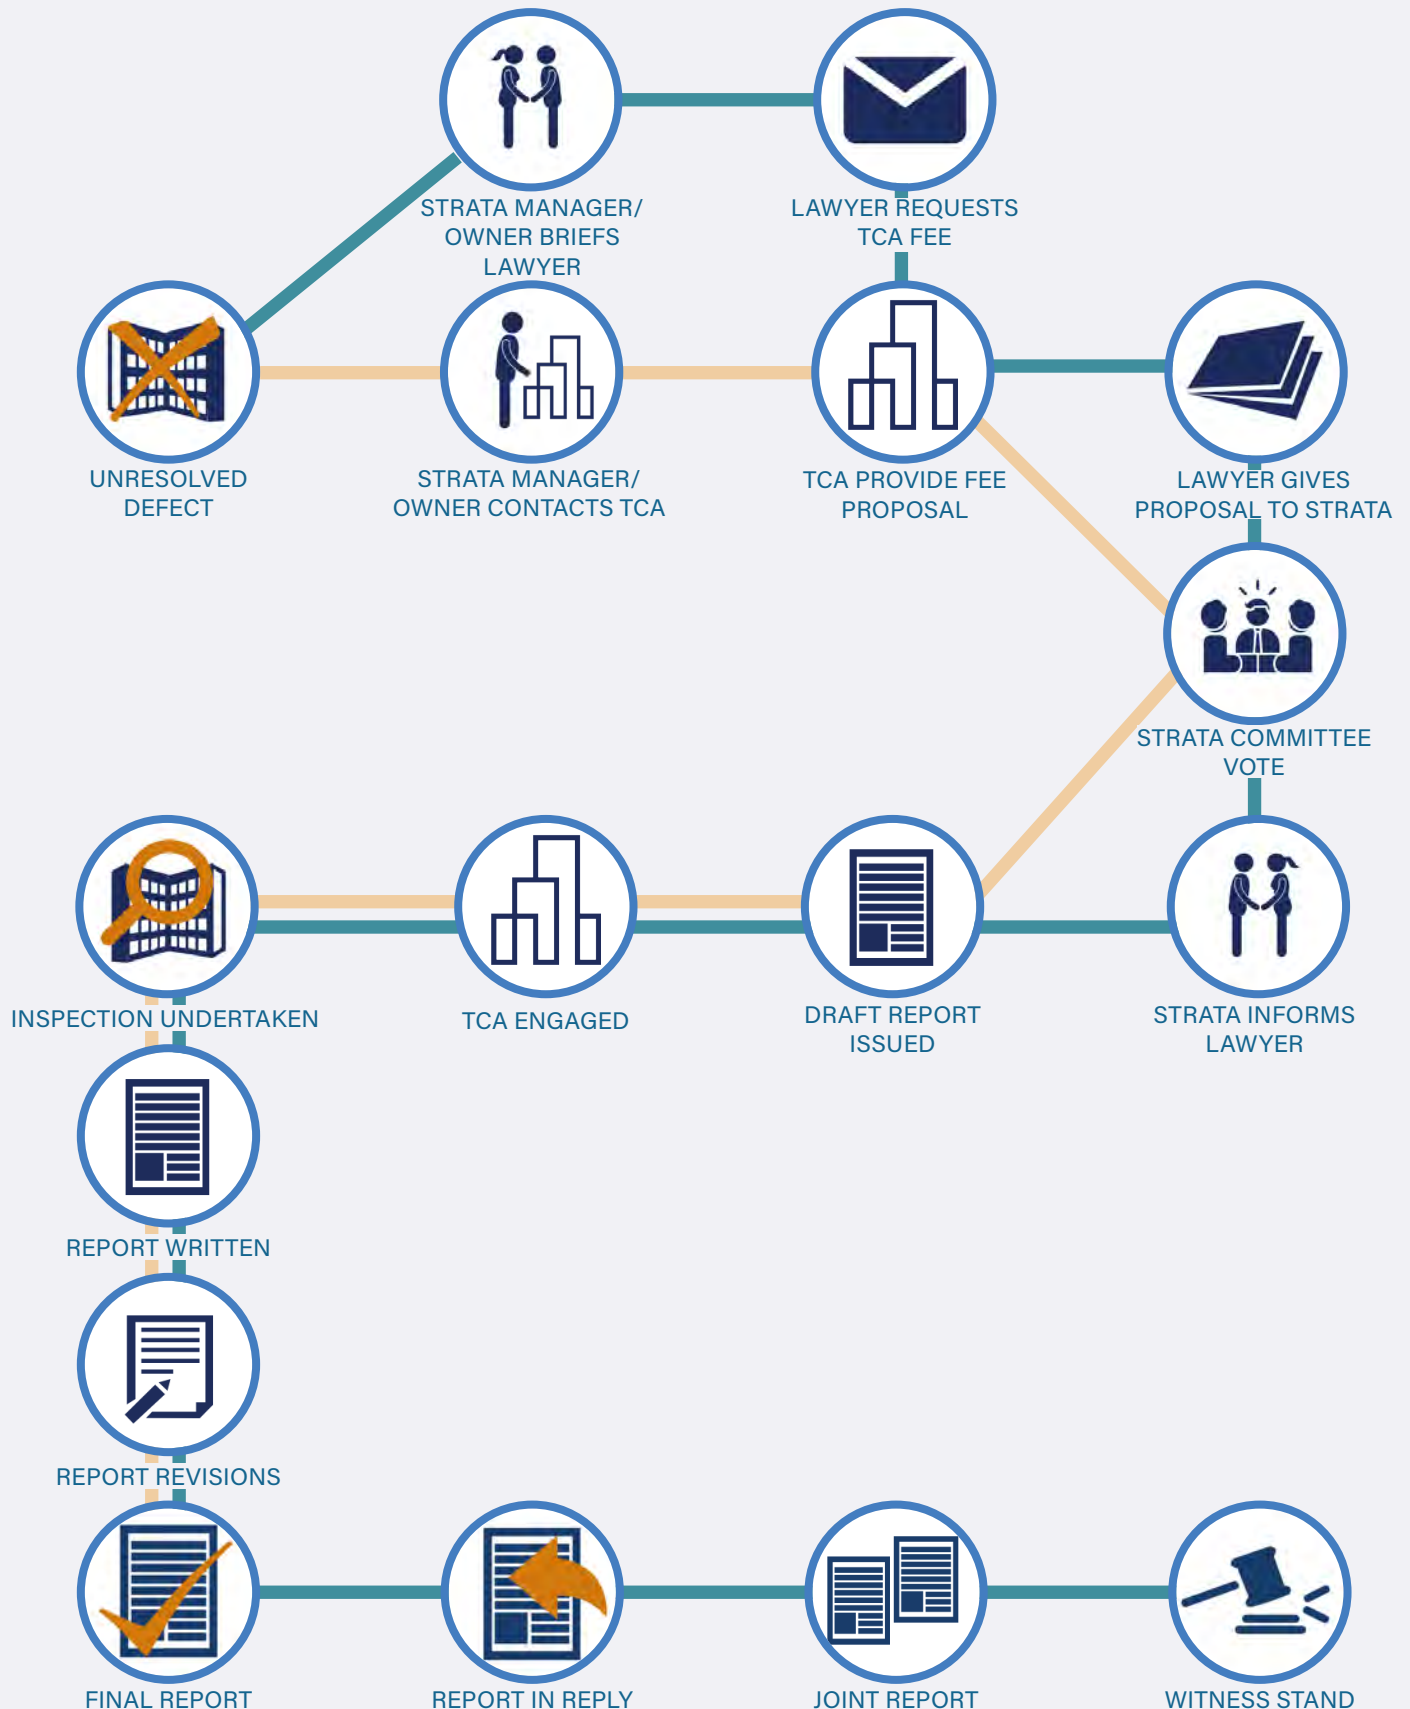 STRATA MANAGER/
OWNER BRIEFS
LAWYER
LAWYER REQUESTS
TCA FEE
UNRESOLVED
DEFECT
STRATA MANAGER/
OWNER CONTACTS TCA
TCA PROVIDE FEE
PROPOSAL
LAWYER GIVES
PROPOSAL TO STRATA
STRATA COMMITTEE
VOTE
INSPECTION UNDERTAKEN
TCA ENGAGED
DRAFT REPORT
ISSUED
STRATA INFORMS
LAWYER
REPORT WRITTEN
REPORT REVISIONS
FINAL REPORT
REPORT IN REPLY
JOINT REPORT
WITNESS STAND